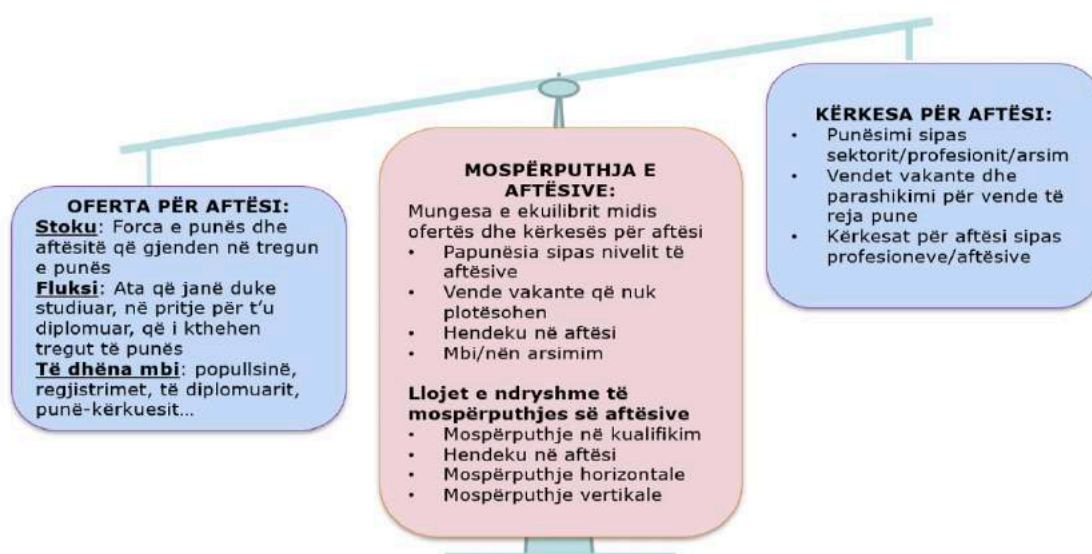 OFERTA PËR AFTËSI:
Stoku: Forca e punës dhe
aftësitë që gjenden në tregun
e punës
Fluksi: Ata që janë duke
studiuar, në pritje për t'u
diplomuar, që i kthehen
tregut të punës
Të dhëna mbi: popullsinë,
regjistrimet, të diplomuarit,
punë-kërkuesit...
MOSPËRPUTHJA E
AFTËSIVE:
Mungesa e ekuilibrit midis
ofertës dhe kërkesës për aftësi
• Papunësia sipas nivelit të
aftësive
• Vende vakante që nuk
plotësohen
• Hendeku në aftësi
• Mbi/nën arsimim
Llojet e ndryshme të
mospërputhjes së aftësive
• Mospërputhje në kualifikim
• Hendeku në aftësi
• Mospërputhje horizontale
• Mospërputhje vertikale
KËRKESA PËR AFTËSI:
• Punësimi sipas
sektorit/profesionit/arsim
• Vendet vakante dhe
parashikimi për vende të
reja pune
• Kërkesat për aftësi sipas
profesioneve/aftësive